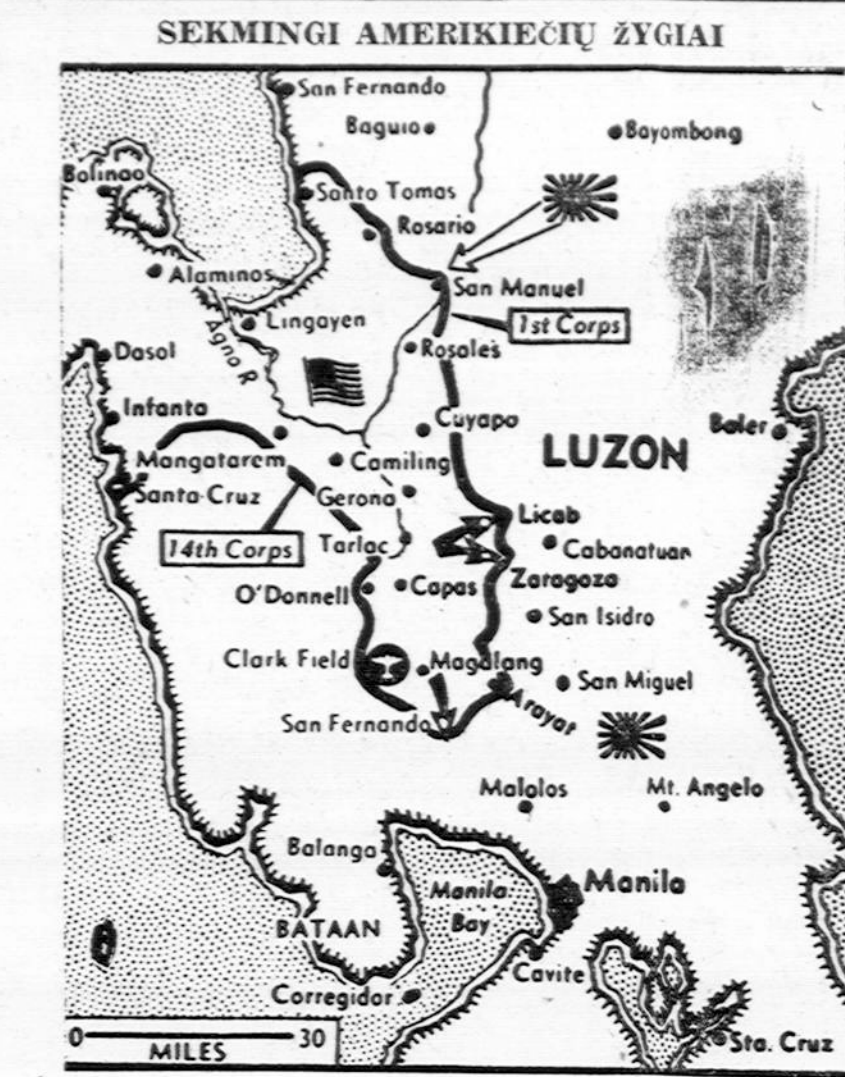 SEKMINGI AMERIKIEČIŲ ŽYGIAI
San Fernando
Baguio
Bayombong
Bolinao
Santo Tomas
Rosario
Alaminos
San Manuel
Lingayen
1st Corps
Agno R
Rosales
Dasol
Infanta
Cuyapo
Baler
LUZON
Mangatarem
Camiling
Santa Cruz
Gerona
Licab
14th Corps
Tarlac
Cabanatuan
Zaragoza
O'Donnell
Capas
San Isidro
Clark Field
Magalang
San Miguel
Arayat
San Fernando
Malolos
Mt. Angelo
Balanga
Manila
Bay
Manila
BATAAN
Cavite
Corregidor
0 30
MILES
Sta. Cruz